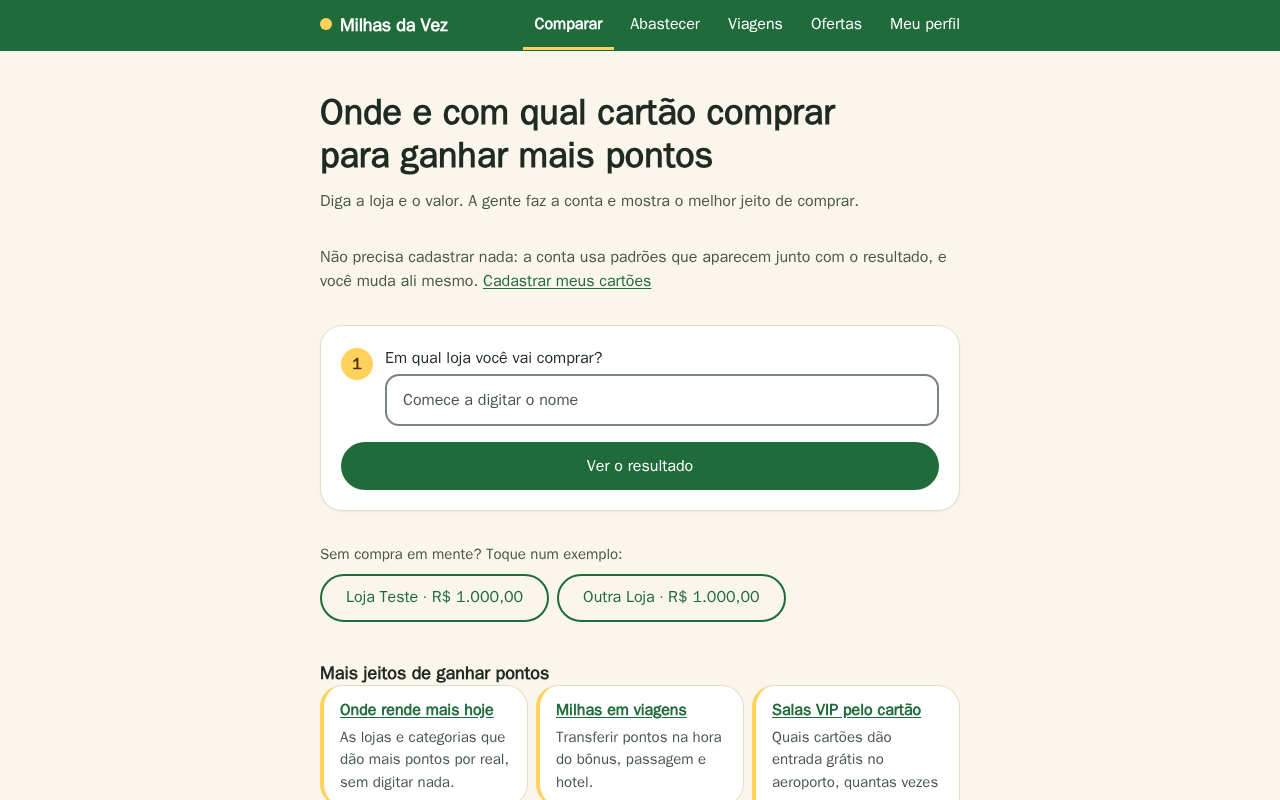 Milhas da Vez
Comparar
Abastecer
Viagens
Ofertas
Meu perfil
Onde e com qual cartão comprar
para ganhar mais pontos
Diga a loja e o valor. A gente faz a conta e mostra o melhor jeito de comprar.
Não precisa cadastrar nada: a conta usa padrões que aparecem junto com o resultado, e
você muda ali mesmo. Cadastrar meus cartões
1
Em qual loja você vai comprar?
Comece a digitar o nome
Ver o resultado
Sem compra em mente? Toque num exemplo:
Loja Teste · R$ 1.000,00
Outra Loja · R$ 1.000,00
Mais jeitos de ganhar pontos
Onde rende mais hoje
As lojas e categorias que
dão mais pontos por real,
sem digitar nada.
Milhas em viagens
Transferir pontos na hora
do bônus, passagem e
hotel.
Salas VIP pelo cartão
Quais cartões dão
entrada grátis no
aeroporto, quantas vezes